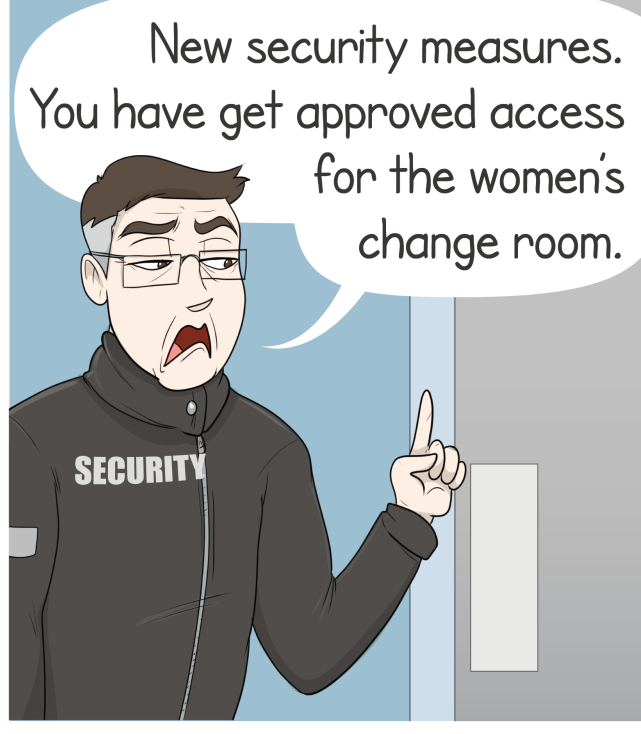 New security measures.
You have get approved access
for the women's
change room.
SECURITY